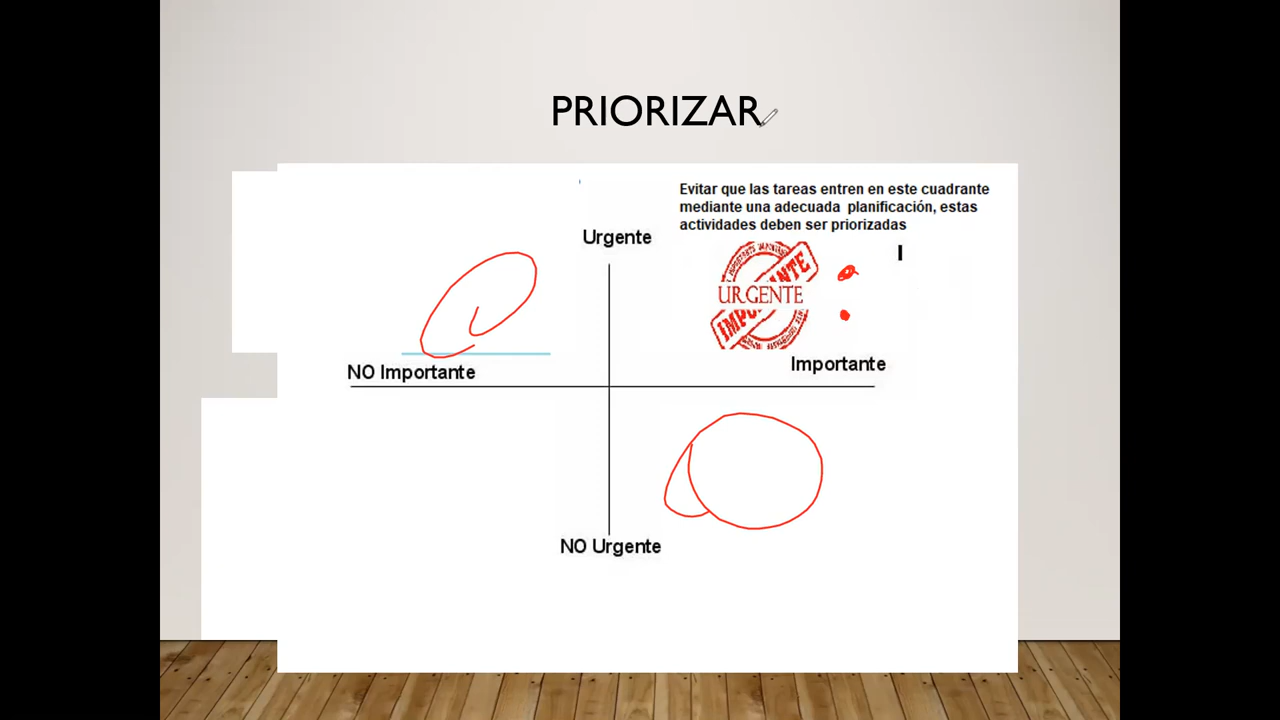 PRIORIZAR
Evitar que las tareas entren en este cuadrante
mediante una adecuada planificación, estas
actividades deben ser priorizadas
Urgente
I
URGENTE
Importante
NO Importante
NO Urgente